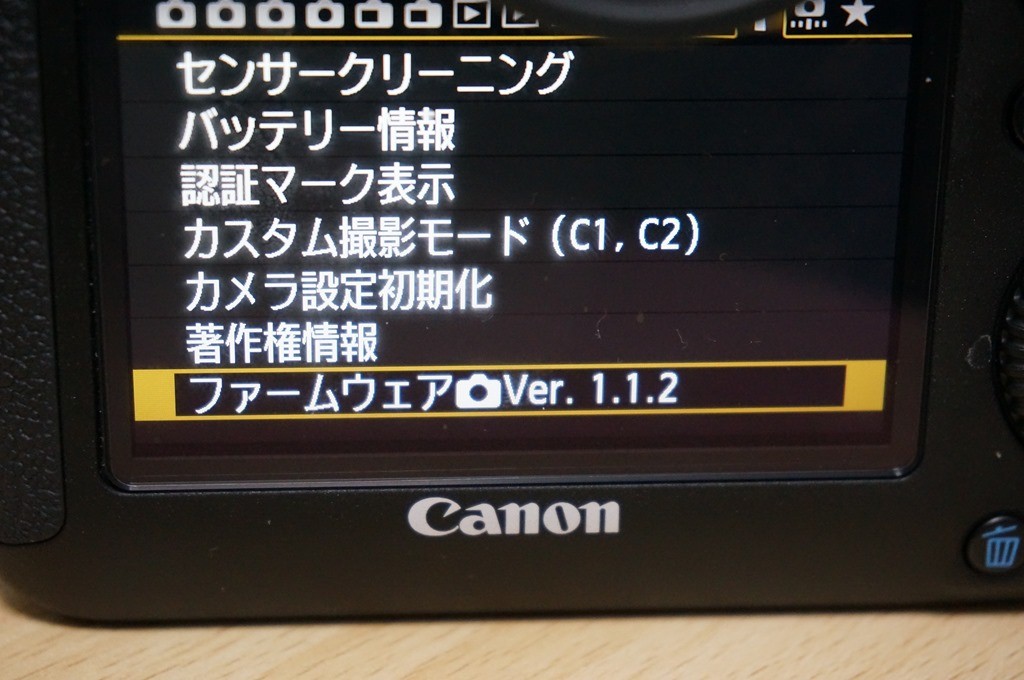 センサークリーニング
バッテリー情報
認証マーク表示
カスタム撮影モード (C1, C2)
カメラ設定初期化
著作権情報
ファームウェア Ver. 1.1.2
Canon